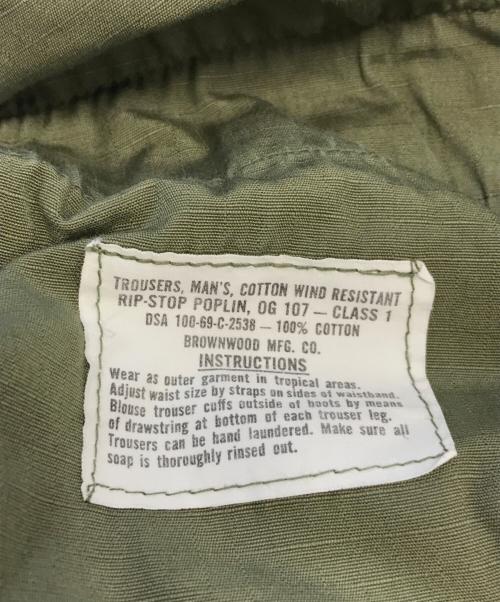 TROUSERS, MAN'S, COTTON WIND RESISTANT
RIP-STOP POPLIN, OG 107 — CLASS 1
DSA 100-69-C-2538 — 100% COTTON
BROWNWOOD MFG. CO.
INSTRUCTIONS
Wear as outer garment in tropical areas.
Adjust waist size by straps on sides of waistband.
Blouse trouser cuffs outside of boots by means
of drawstring at bottom of each trouser leg.
Trousers can be hand laundered. Make sure all
soap is thoroughly rinsed out.